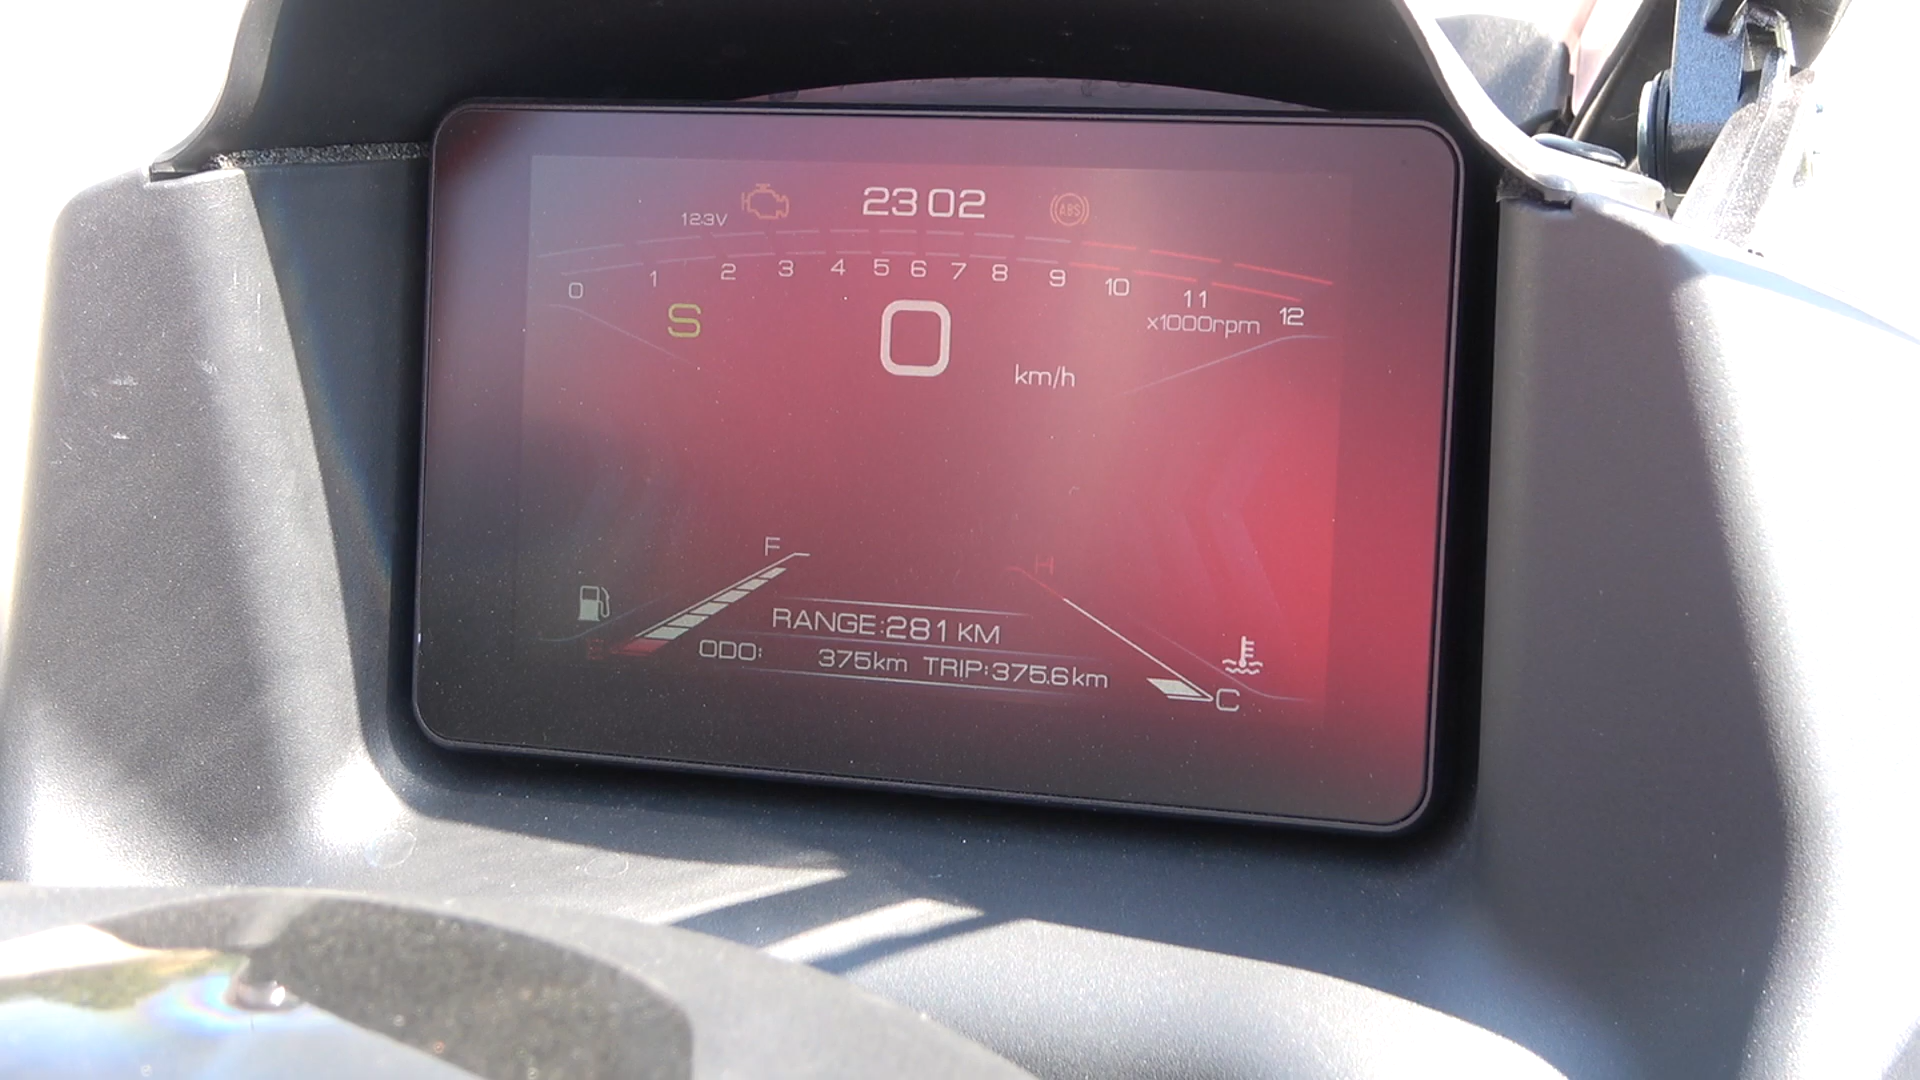 23 02
12.3V
ABS
0 1 2 3 4 5 6 7 8 9 10 11 12
x1000rpm
S
0
km/h
F
H
RANGE:281 KM
ODO: 375km TRIP:375.6km
C